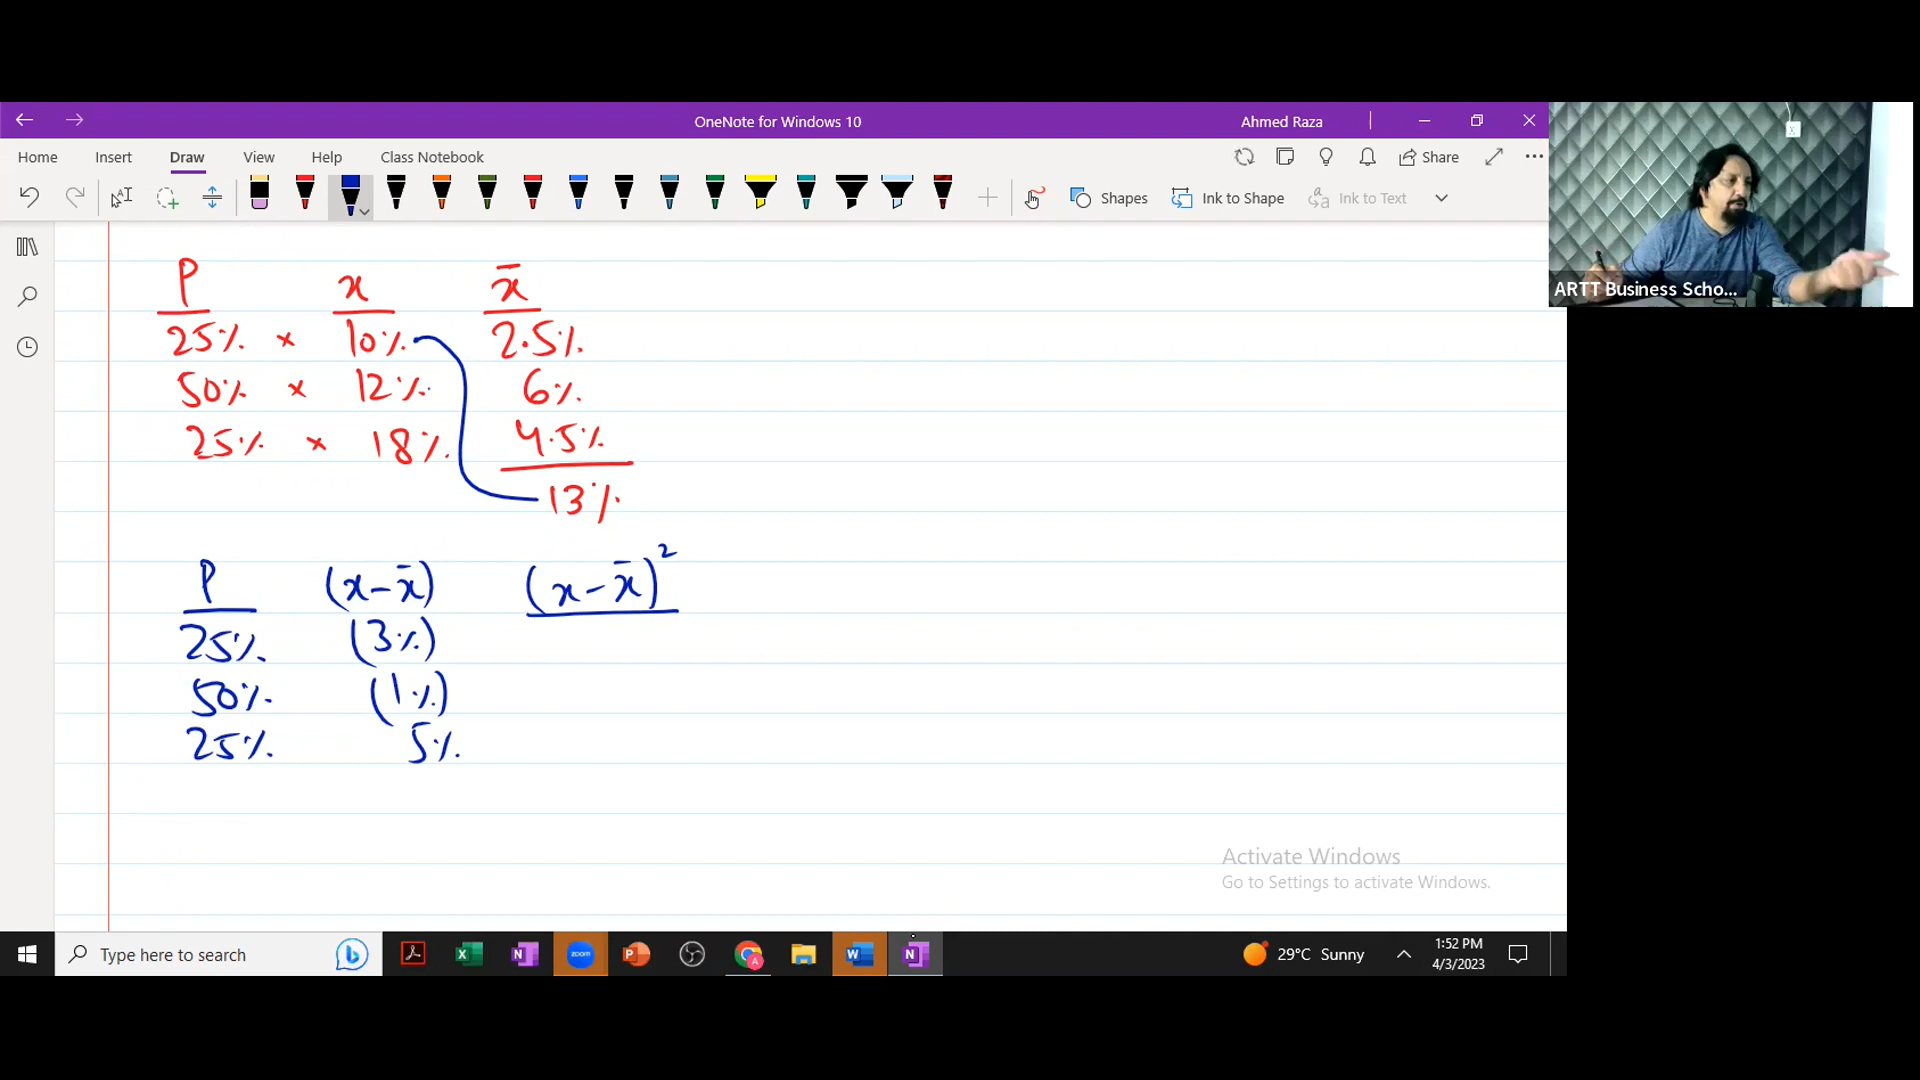 OneNote for Windows 10
Ahmed Raza
Home Insert Draw View Help Class Notebook
Share
Shapes Ink to Shape Ink to Text
ARTT Business Scho...
P x x̄
25% × 10% 2.5%
50% × 12% 6%
25% × 18% 4.5%
13%
P (x-x̄) (x-x̄)²
25% (3%)
50% (1%)
25% 5%
Activate Windows
Go to Settings to activate Windows.
Type here to search
zoom
29°C Sunny
1:52 PM
4/3/2023